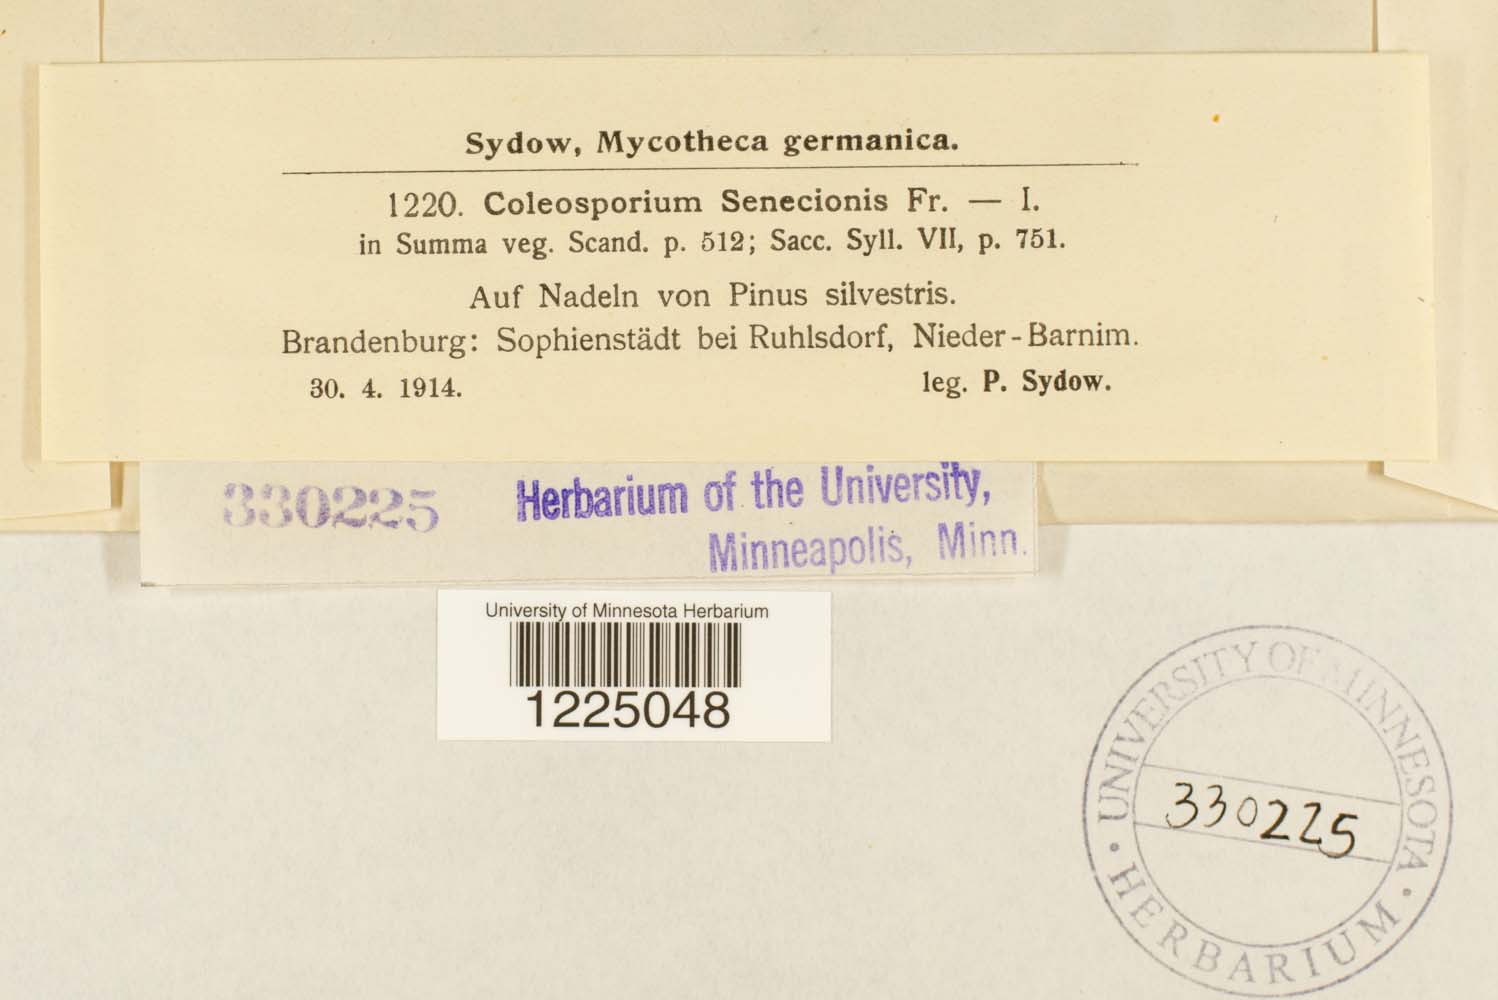 Sydow, Mycotheca germanica.
1220. Coleosporium Senecionis Fr. — I.
in Summa veg. Scand. p. 512; Sacc. Syll. VII, p. 751.
Auf Nadeln von Pinus silvestris.
Brandenburg: Sophienstädt bei Ruhlsdorf, Nieder-Barnim.
30. 4. 1914. leg. P. Sydow.
330225 Herbarium of the University,
Minneapolis, Minn.
University of Minnesota Herbarium
1225048
UNIVERSITY OF MINNESOTA
330225
• HERBARIUM •